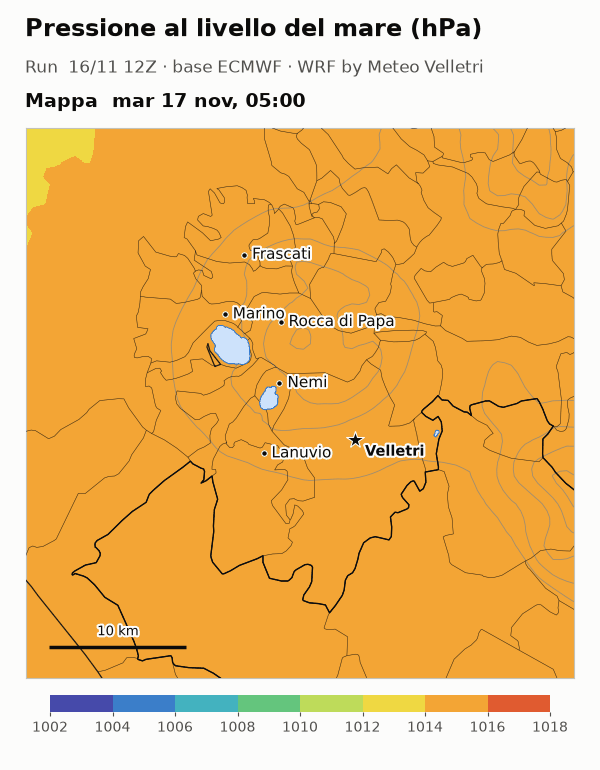 Pressione al livello del mare (hPa)
Run  16/11 12Z · base ECMWF · WRF by Meteo Velletri
Mappa  mar 17 nov, 05:00
Frascati
Marino
Rocca di Papa
Nemi
Velletri
Lanuvio
10 km
1002 1004 1006 1008 1010 1012 1014 1016 1018